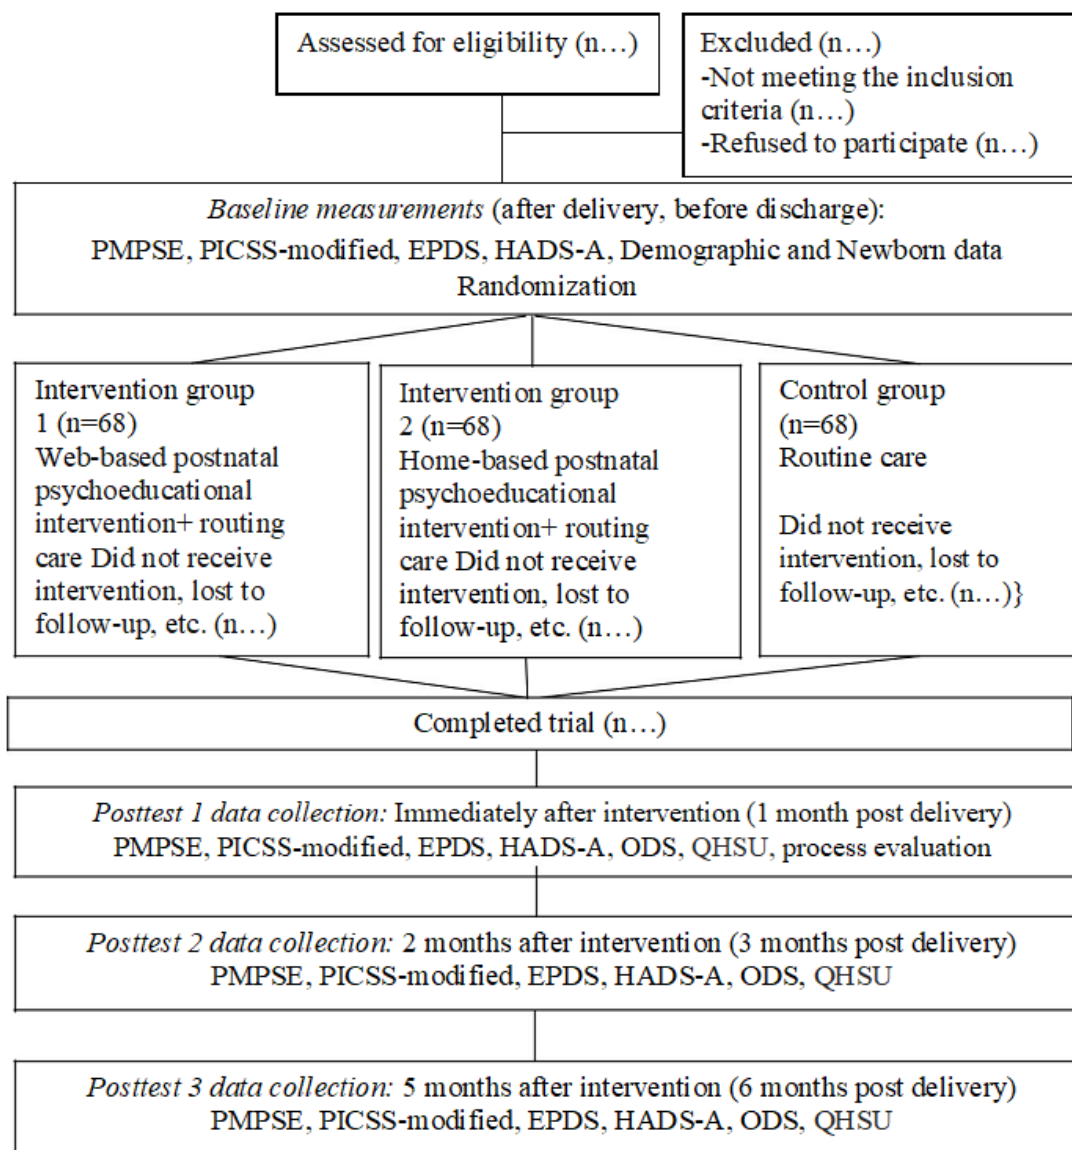 Assessed for eligibility (n…)
Excluded (n…)
-Not meeting the inclusion
criteria (n…)
-Refused to participate (n…)
Baseline measurements (after delivery, before discharge):
PMPSE, PICSS-modified, EPDS, HADS-A, Demographic and Newborn data
Randomization
Intervention group
1 (n=68)
Web-based postnatal
psychoeducational
intervention+ routing
care Did not receive
intervention, lost to
follow-up, etc. (n…)
Intervention group
2 (n=68)
Home-based postnatal
psychoeducational
intervention+ routing
care Did not receive
intervention, lost to
follow-up, etc. (n…)
Control group
(n=68)
Routine care
Did not receive
intervention, lost to
follow-up, etc. (n…)}
Completed trial (n…)
Posttest 1 data collection: Immediately after intervention (1 month post delivery)
PMPSE, PICSS-modified, EPDS, HADS-A, ODS, QHSU, process evaluation
Posttest 2 data collection: 2 months after intervention (3 months post delivery)
PMPSE, PICSS-modified, EPDS, HADS-A, ODS, QHSU
Posttest 3 data collection: 5 months after intervention (6 months post delivery)
PMPSE, PICSS-modified, EPDS, HADS-A, ODS, QHSU